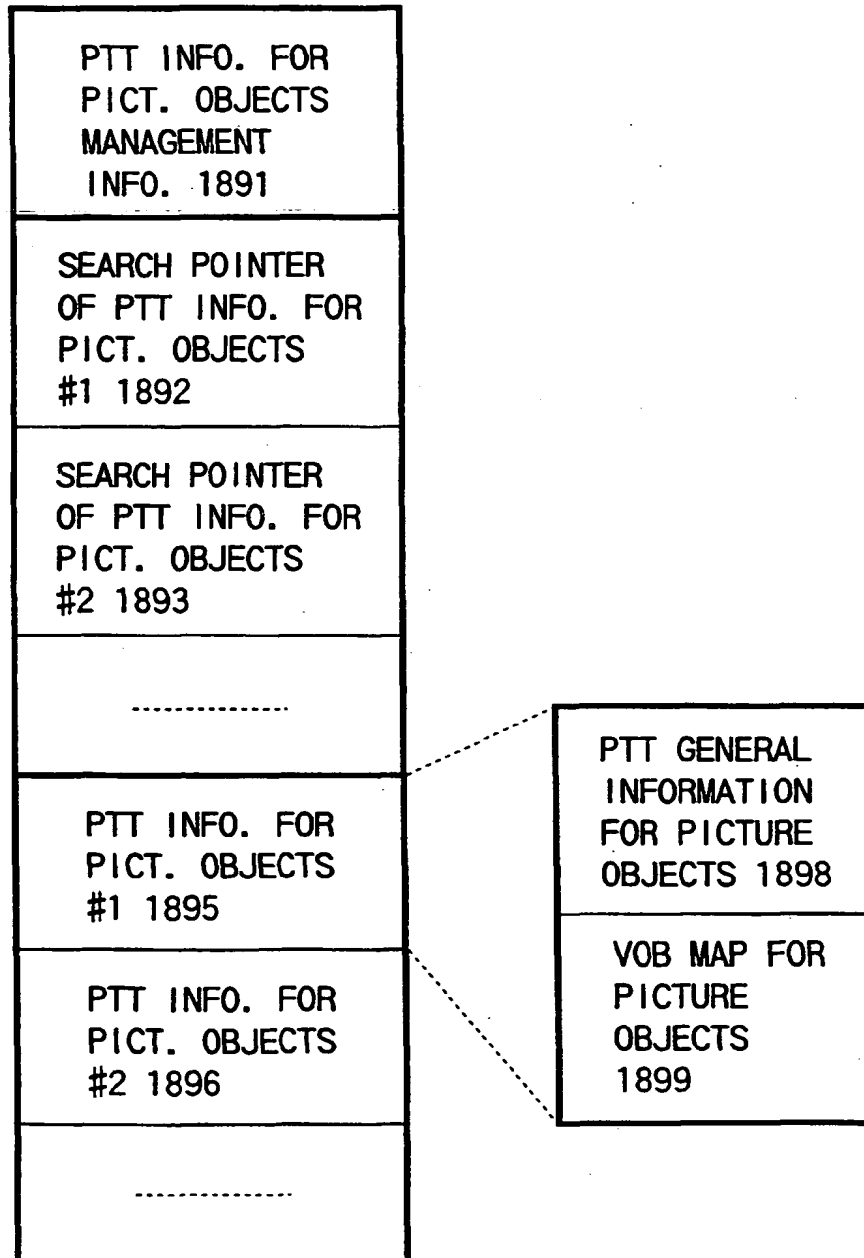 PTT INFO. FOR
PICT. OBJECTS
MANAGEMENT
INFO. 1891
SEARCH POINTER
OF PTT INFO. FOR
PICT. OBJECTS
#1 1892
SEARCH POINTER
OF PTT INFO. FOR
PICT. OBJECTS
#2 1893
PTT INFO. FOR
PICT. OBJECTS
#1 1895
PTT INFO. FOR
PICT. OBJECTS
#2 1896
PTT GENERAL
INFORMATION
FOR PICTURE
OBJECTS 1898
VOB MAP FOR
PICTURE
OBJECTS
1899